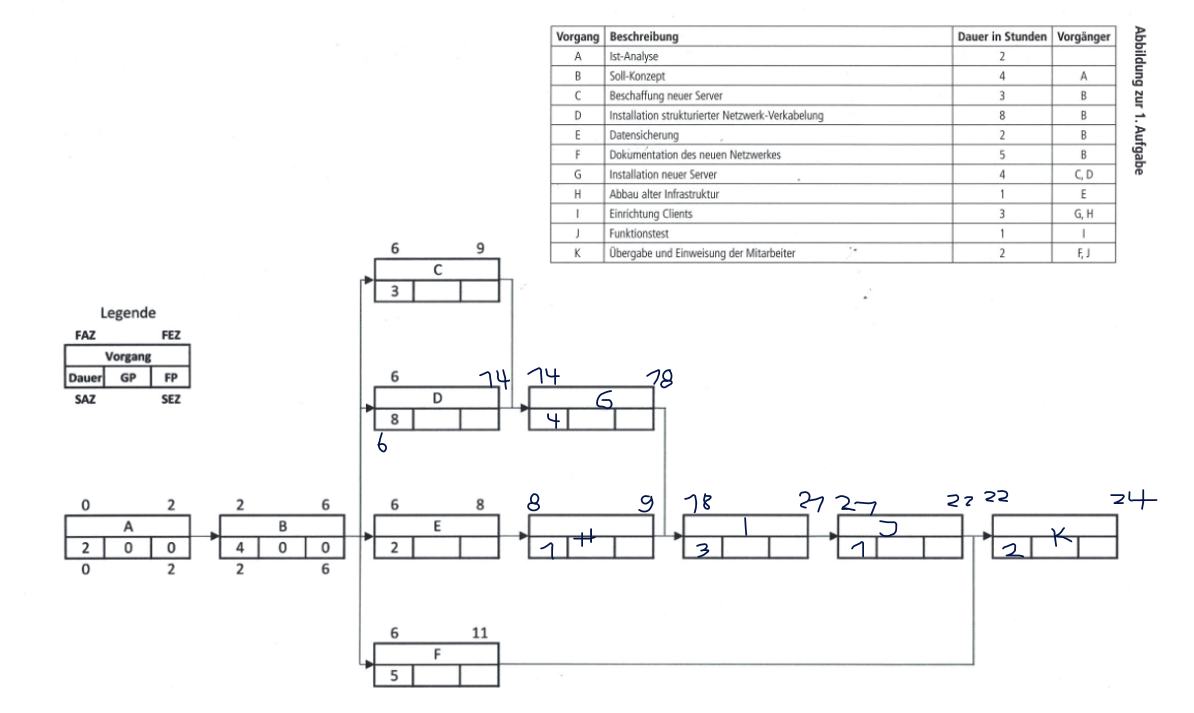 Abbildung zur 1. Aufgabe
Vorgang Beschreibung Dauer in Stunden Vorgänger
A Ist-Analyse 2
B Soll-Konzept 4 A
C Beschaffung neuer Server 3 B
D Installation strukturierter Netzwerk-Verkabelung 8 B
E Datensicherung 2 B
F Dokumentation des neuen Netzwerkes 5 B
G Installation neuer Server 4 C, D
H Abbau alter Infrastruktur 1 E
I Einrichtung Clients 3 G, H
J Funktionstest 1 I
K Übergabe und Einweisung der Mitarbeiter 2 F, J
6 9
C
3
Legende
FAZ FEZ
Vorgang
Dauer GP FP
SAZ SEZ
6 14 14 18
D G
8 4
6
0 2 2 6 6 8 8 9 18 21 21 22 22 24
A B E H I J K
2 0 0 4 0 0 2 1 3 1 2
0 2 2 6
6 11
F
5